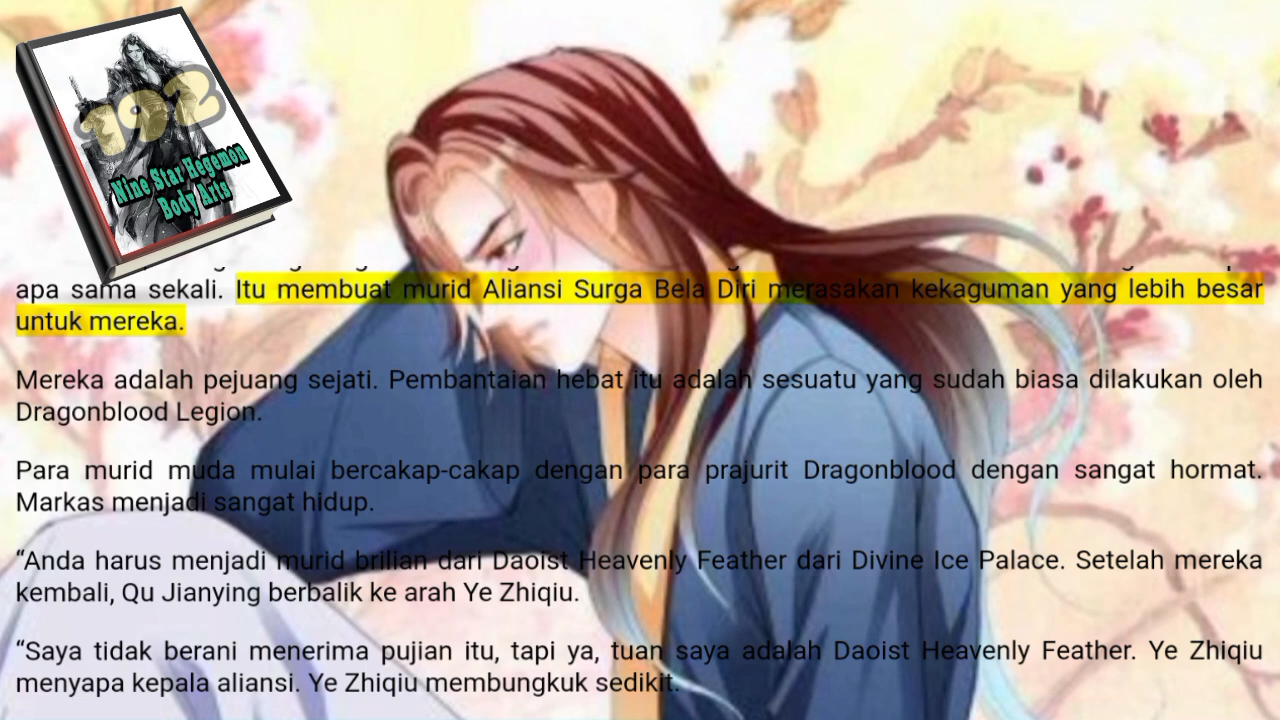 192
Nine Star Hegemon
Body Arts
apa sama sekali. Itu membuat murid Aliansi Surga Bela Diri merasakan kekaguman yang lebih besar
untuk mereka.
Mereka adalah pejuang sejati. Pembantaian hebat itu adalah sesuatu yang sudah biasa dilakukan oleh
Dragonblood Legion.
Para murid muda mulai bercakap-cakap dengan para prajurit Dragonblood dengan sangat hormat.
Markas menjadi sangat hidup.
“Anda harus menjadi murid brilian dari Daoist Heavenly Feather dari Divine Ice Palace. Setelah mereka
kembali, Qu Jianying berbalik ke arah Ye Zhiqiu.
“Saya tidak berani menerima pujian itu, tapi ya, tuan saya adalah Daoist Heavenly Feather. Ye Zhiqiu
menyapa kepala aliansi. Ye Zhiqiu membungkuk sedikit.